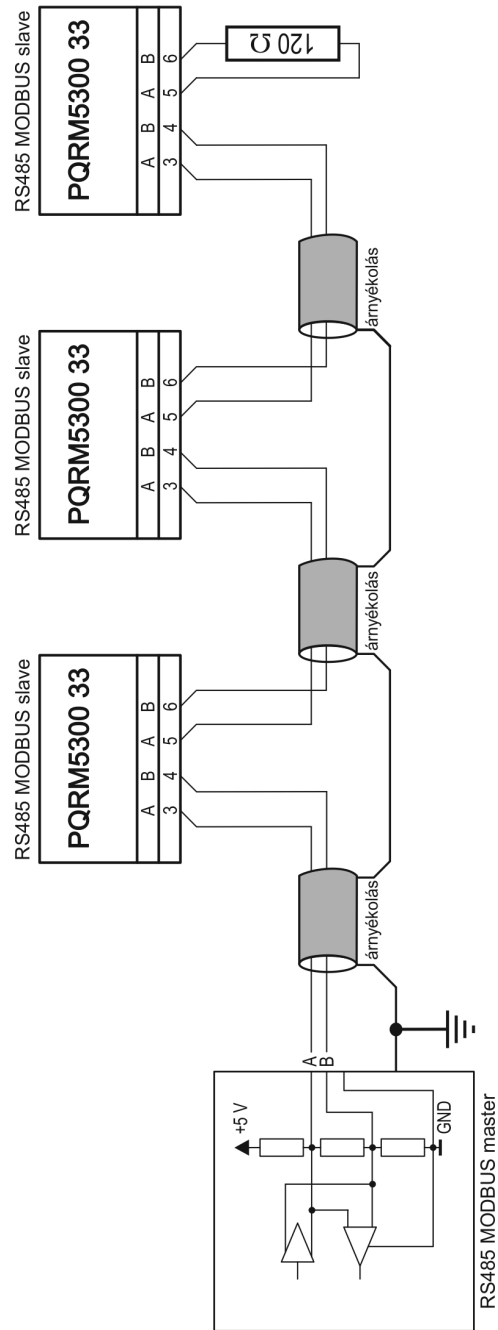 RS485 MODBUS slave
PQRM5300 33
A B A B
3 4 5 6
RS485 MODBUS slave
PQRM5300 33
A B A B
3 4 5 6
RS485 MODBUS slave
PQRM5300 33
A B A B
3 4 5 6
120 Ω
árnyékolás
árnyékolás
árnyékolás
A
B
+5 V
GND
RS485 MODBUS master